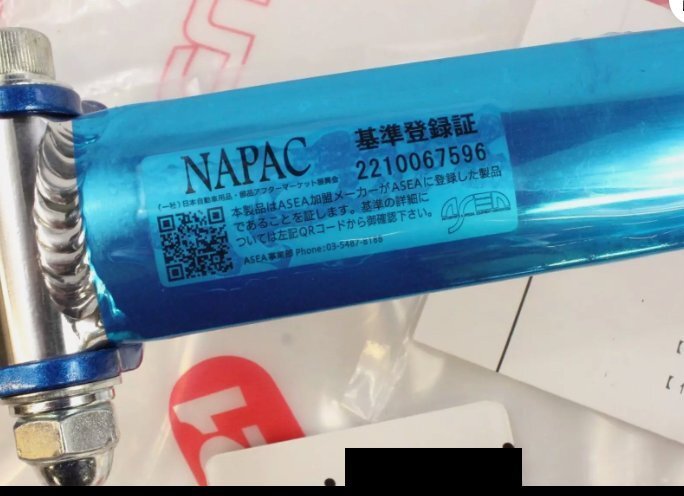 NAPAC
基準登録証
2210067596
(一社)日本自動車用品・部品アフターマーケット振興会
本製品はASEA加盟メーカーがASEAに登録した製品
であることを証します。基準の詳細に
ついては左記QRコードから御確認下さい。
ASEA事業部 Phone:03-5487-8188
ASEA